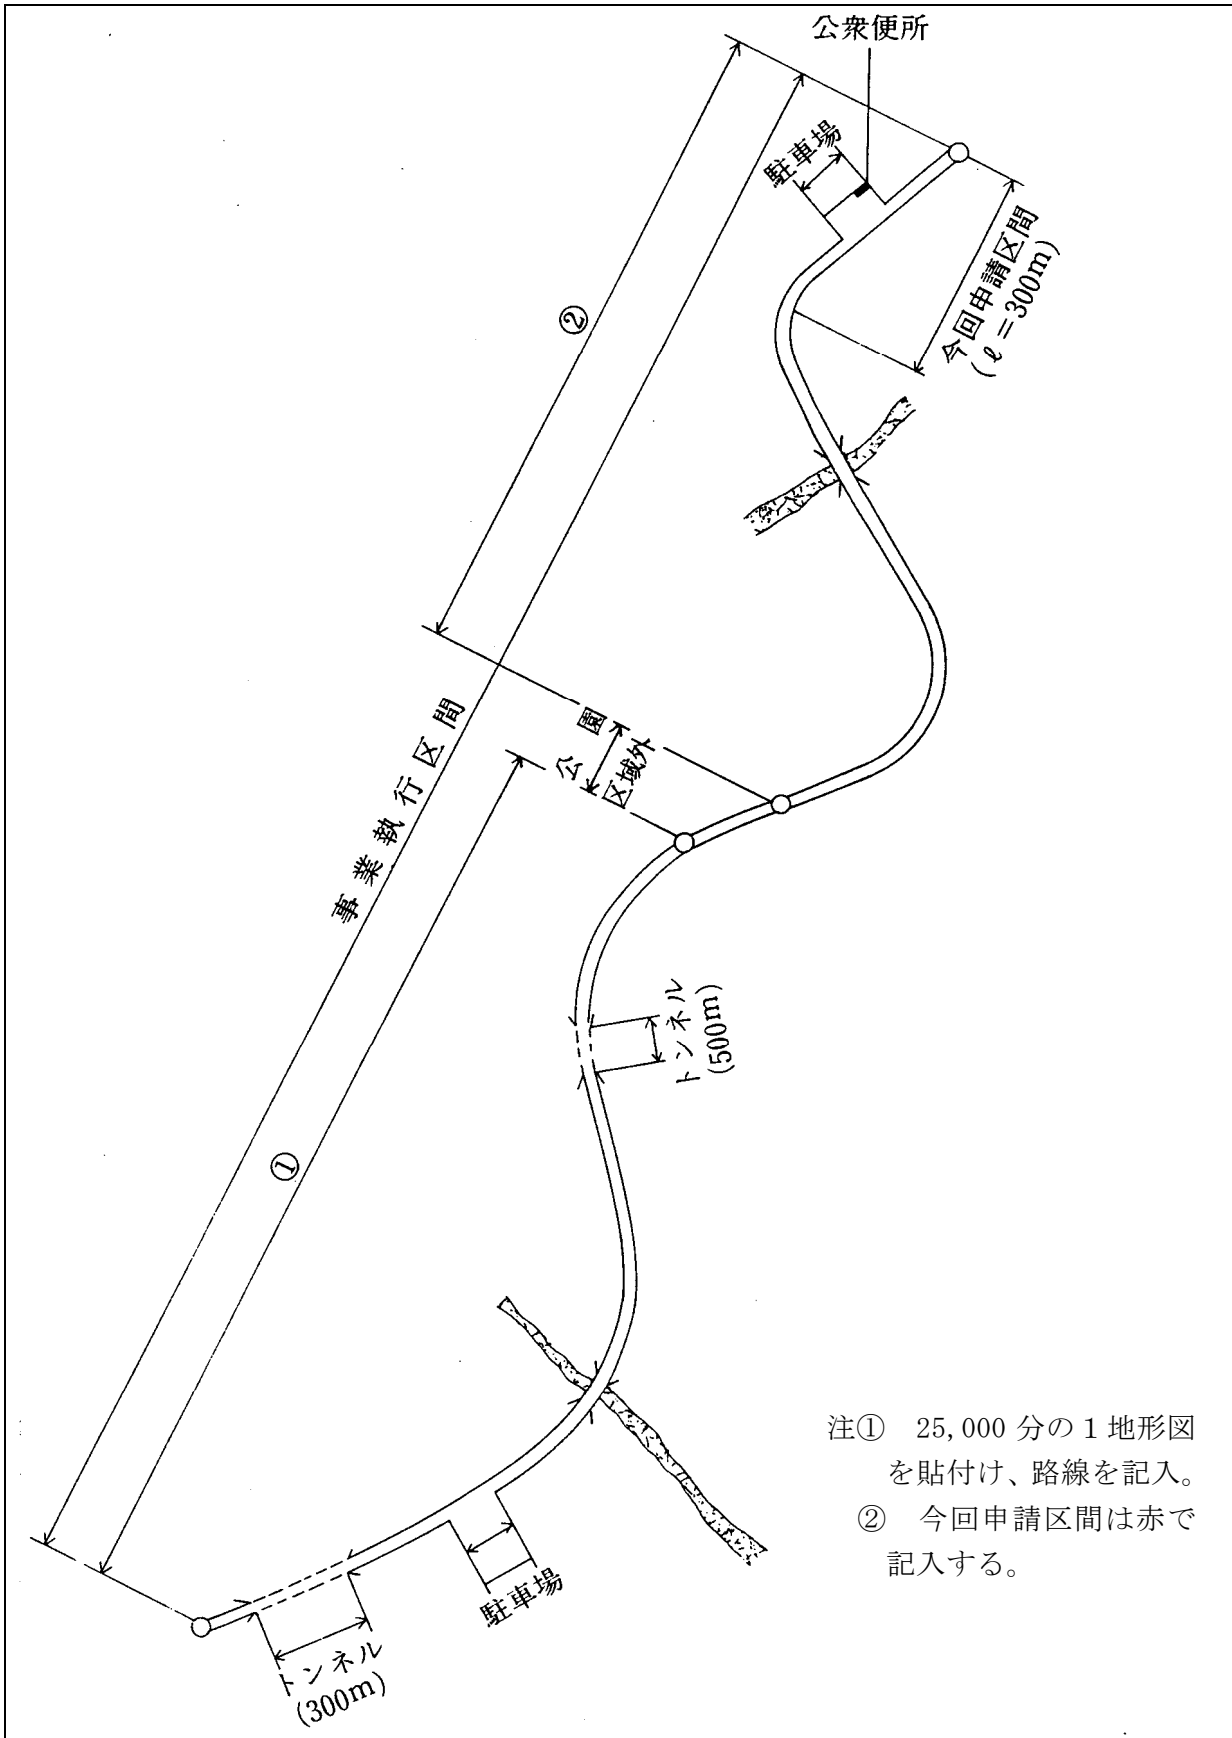 公衆便所
駐車場
今回申請区間
(ℓ=300m)
②
事業執行区間
公園
区域外
①
トンネル
(500m)
駐車場
トンネル
(300m)
注① 25,000分の1地形図
を貼付け、路線を記入。
② 今回申請区間は赤で
記入する。